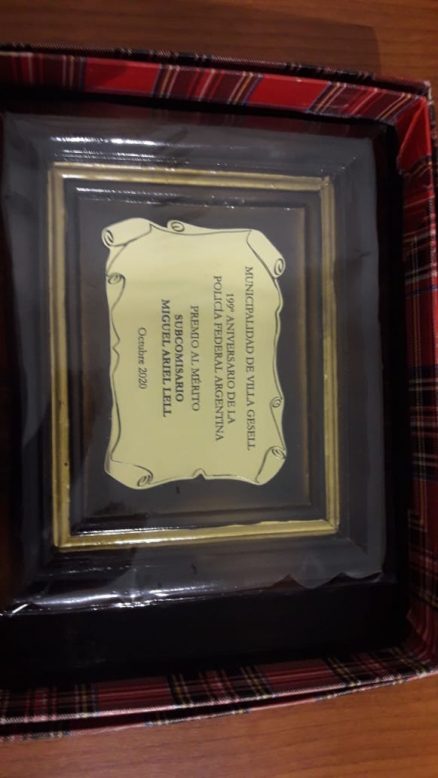 MUNICIPALIDAD DE VILLA GESELL
199º ANIVERSARIO DE LA
POLICÍA FEDERAL ARGENTINA
PREMIO AL MÉRITO
SUBCOMISARIO
MIGUEL ARIEL LELL
Octubre 2020